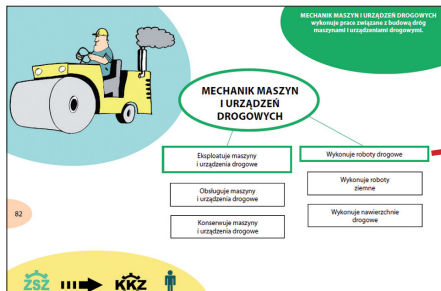 MECHANIK MASZYN I URZĄDZEŃ DROGOWYCH
wykonuje prace związane z budową dróg
maszynami i urządzeniami drogowymi.
MECHANIK MASZYN
I URZĄDZEŃ
DROGOWYCH
Eksploatuje maszyny
i urządzenia drogowe
Wykonuje roboty drogowe
Obsługuje maszyny
i urządzenia drogowe
Wykonuje roboty
ziemne
Konserwuje maszyny
i urządzenia drogowe
Wykonuje nawierzchnie
drogowe
82
ZSZ
KKZ